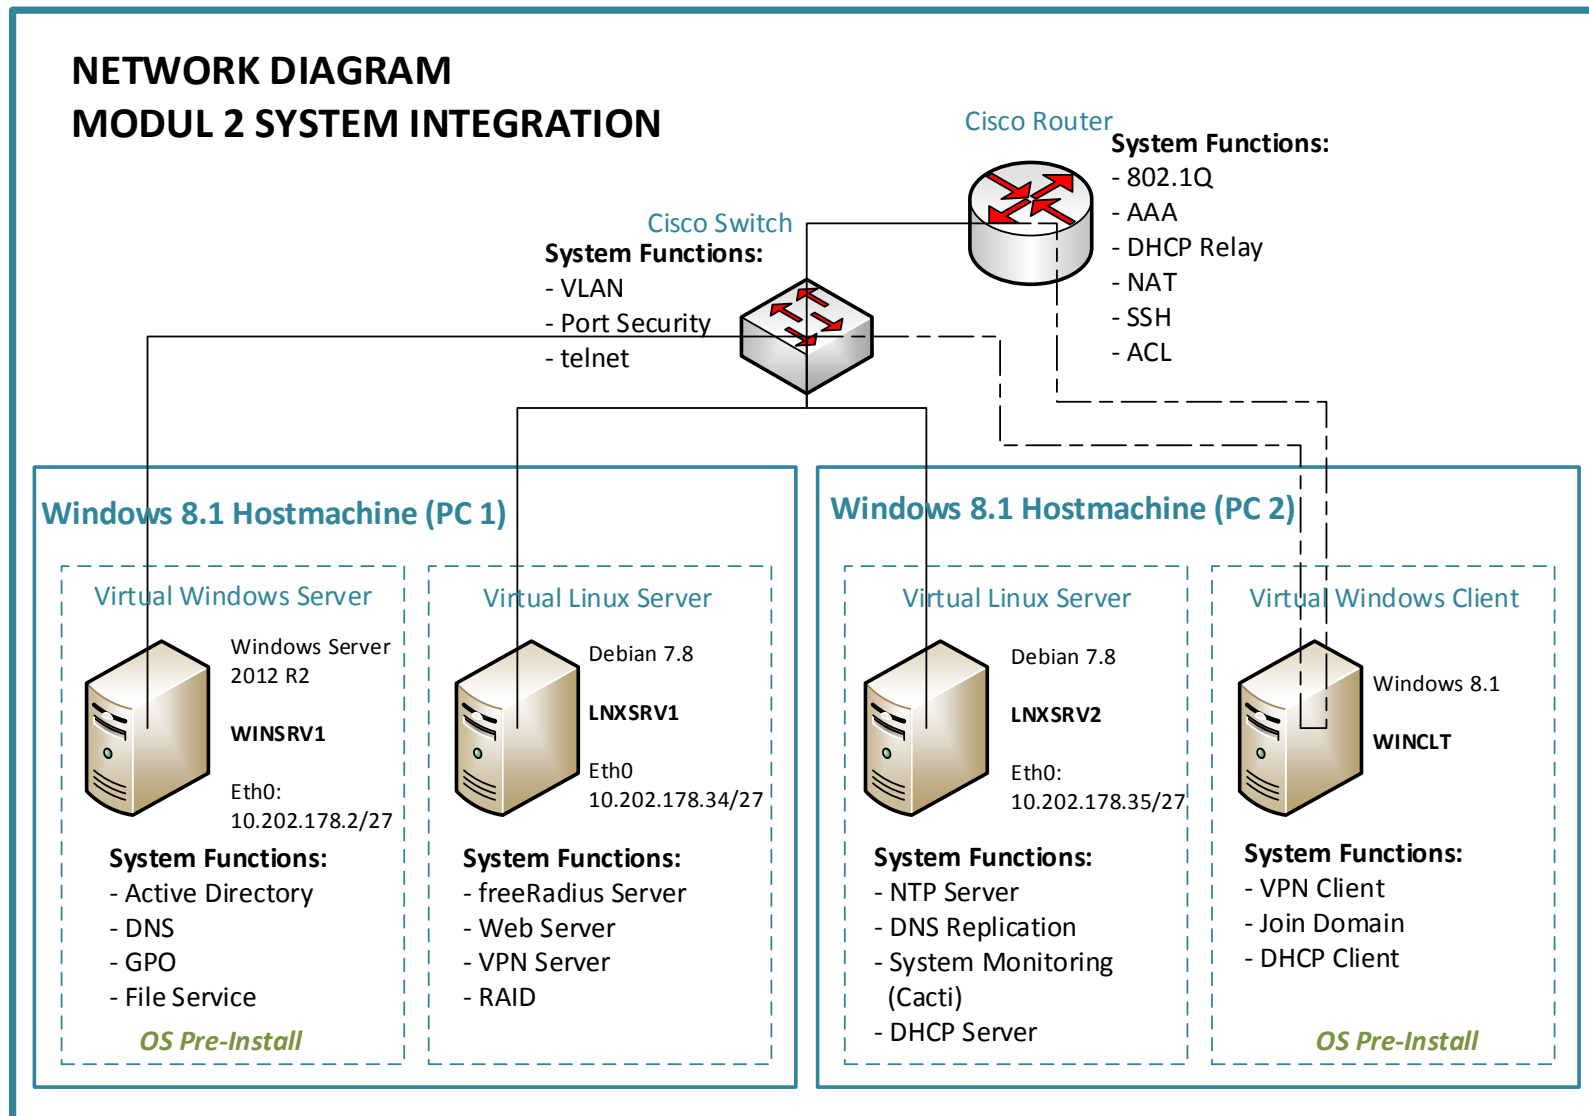 NETWORK DIAGRAM
MODUL 2 SYSTEM INTEGRATION
Cisco Router
System Functions:
- 802.1Q
- AAA
- DHCP Relay
- NAT
- SSH
- ACL
Cisco Switch
System Functions:
- VLAN
- Port Security
- telnet
Windows 8.1 Hostmachine (PC 1)
Virtual Windows Server
Windows Server
2012 R2
WINSRV1
Eth0:
10.202.178.2/27
System Functions:
- Active Directory
- DNS
- GPO
- File Service
OS Pre-Install
Virtual Linux Server
Debian 7.8
LNXSRV1
Eth0
10.202.178.34/27
System Functions:
- freeRadius Server
- Web Server
- VPN Server
- RAID
Windows 8.1 Hostmachine (PC 2)
Virtual Linux Server
Debian 7.8
LNXSRV2
Eth0:
10.202.178.35/27
System Functions:
- NTP Server
- DNS Replication
- System Monitoring
(Cacti)
- DHCP Server
Virtual Windows Client
Windows 8.1
WINCLT
System Functions:
- VPN Client
- Join Domain
- DHCP Client
OS Pre-Install